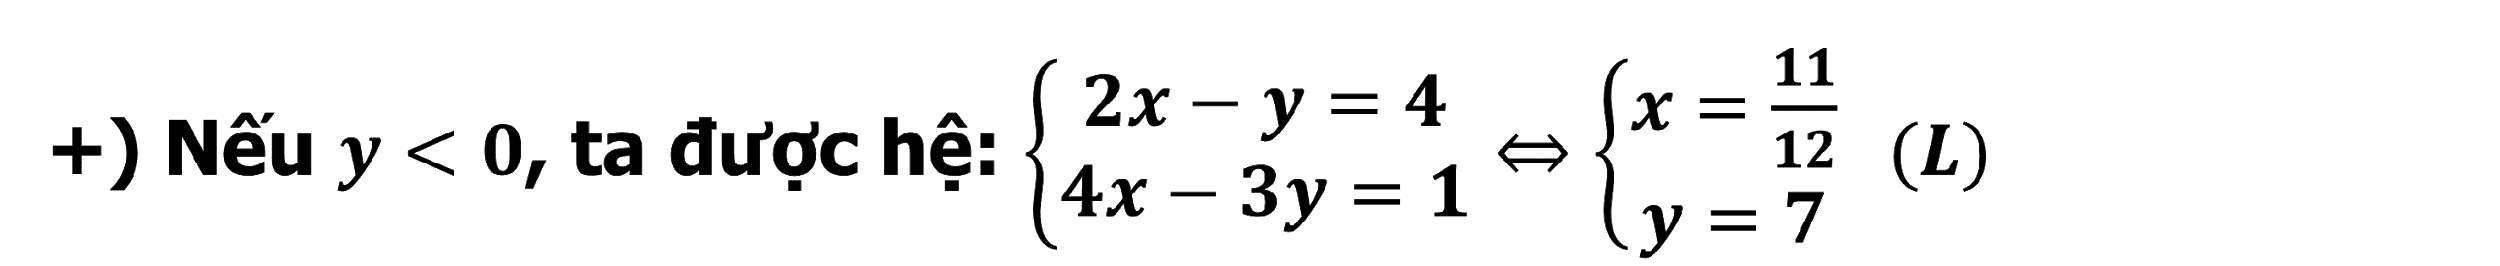 +) Nếu y < 0, ta được hệ: { 2x − y = 4 4x − 3y = 1 ⇔ { x = 11/12 y = 7 (L)